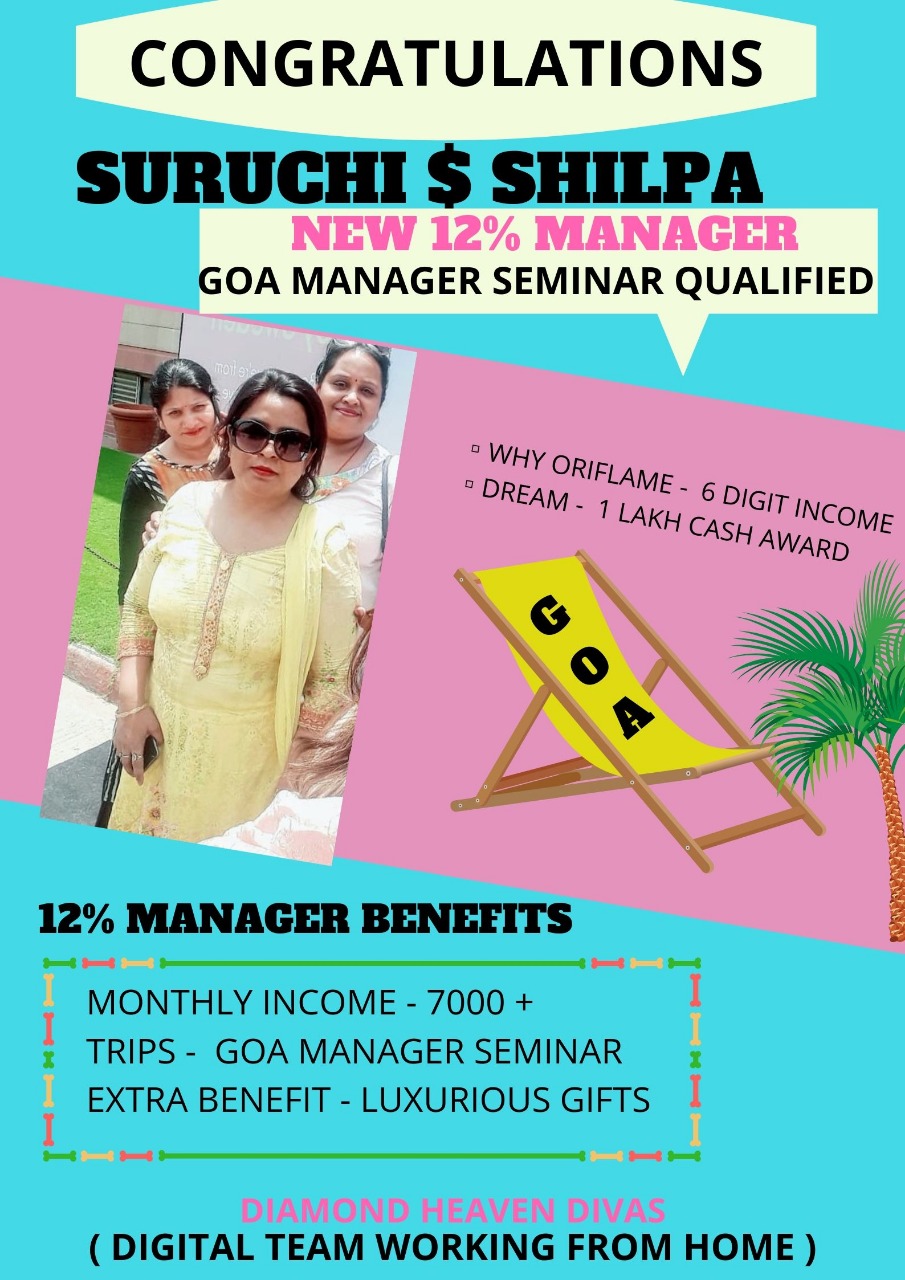 CONGRATULATIONS
SURUCHI $ SHILPA
NEW 12% MANAGER
GOA MANAGER SEMINAR QUALIFIED
▫ WHY ORIFLAME - 6 DIGIT INCOME
▫ DREAM - 1 LAKH CASH AWARD
GOA
12% MANAGER BENEFITS
MONTHLY INCOME - 7000 +
TRIPS - GOA MANAGER SEMINAR
EXTRA BENEFIT - LUXURIOUS GIFTS
DIAMOND HEAVEN DIVAS
( DIGITAL TEAM WORKING FROM HOME )